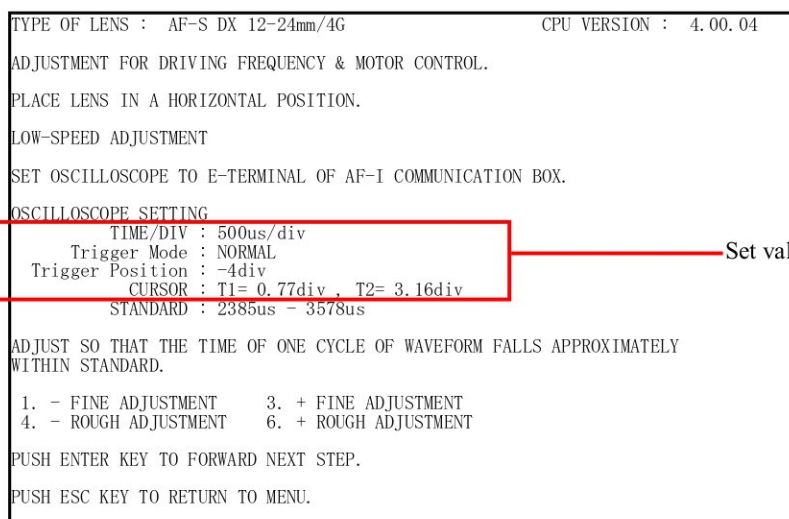 TYPE OF LENS : AF-S DX 12-24mm/4G CPU VERSION : 4.00.04
ADJUSTMENT FOR DRIVING FREQUENCY & MOTOR CONTROL.
PLACE LENS IN A HORIZONTAL POSITION.
LOW-SPEED ADJUSTMENT
SET OSCILLOSCOPE TO E-TERMINAL OF AF-I COMMUNICATION BOX.
OSCILLOSCOPE SETTING
TIME/DIV : 500us/div
Trigger Mode : NORMAL
Trigger Position : -4div
CURSOR : T1= 0.77div , T2= 3.16div
Set val
STANDARD : 2385us - 3578us
ADJUST SO THAT THE TIME OF ONE CYCLE OF WAVEFORM FALLS APPROXIMATELY
WITHIN STANDARD.
1. - FINE ADJUSTMENT 3. + FINE ADJUSTMENT
4. - ROUGH ADJUSTMENT 6. + ROUGH ADJUSTMENT
PUSH ENTER KEY TO FORWARD NEXT STEP.
PUSH ESC KEY TO RETURN TO MENU.